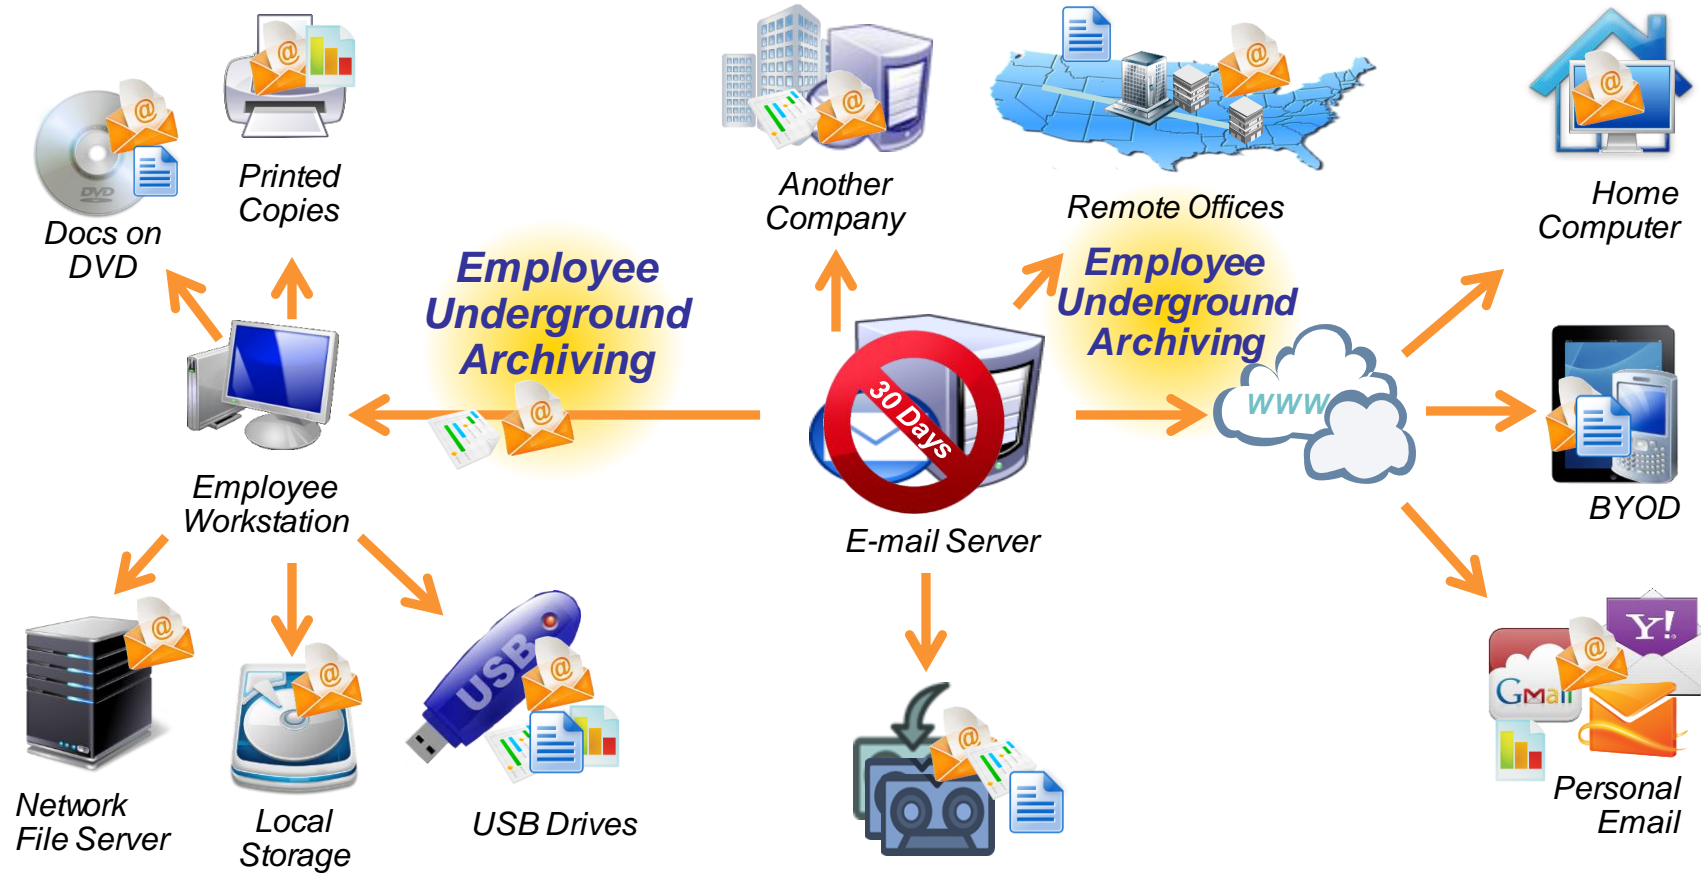 Printed
Copies
DVD
Docs on
DVD
Another
Company
Remote Offices
Home
Computer
Employee
Underground
Archiving
Employee
Underground
Archiving
30 Days
www
Employee
Workstation
E-mail Server
BYOD
USB
Network
File Server
Local
Storage
USB Drives
Y!
GMail
Personal
Email
@
@
@
@
@
@
@
@
@
@
@
@